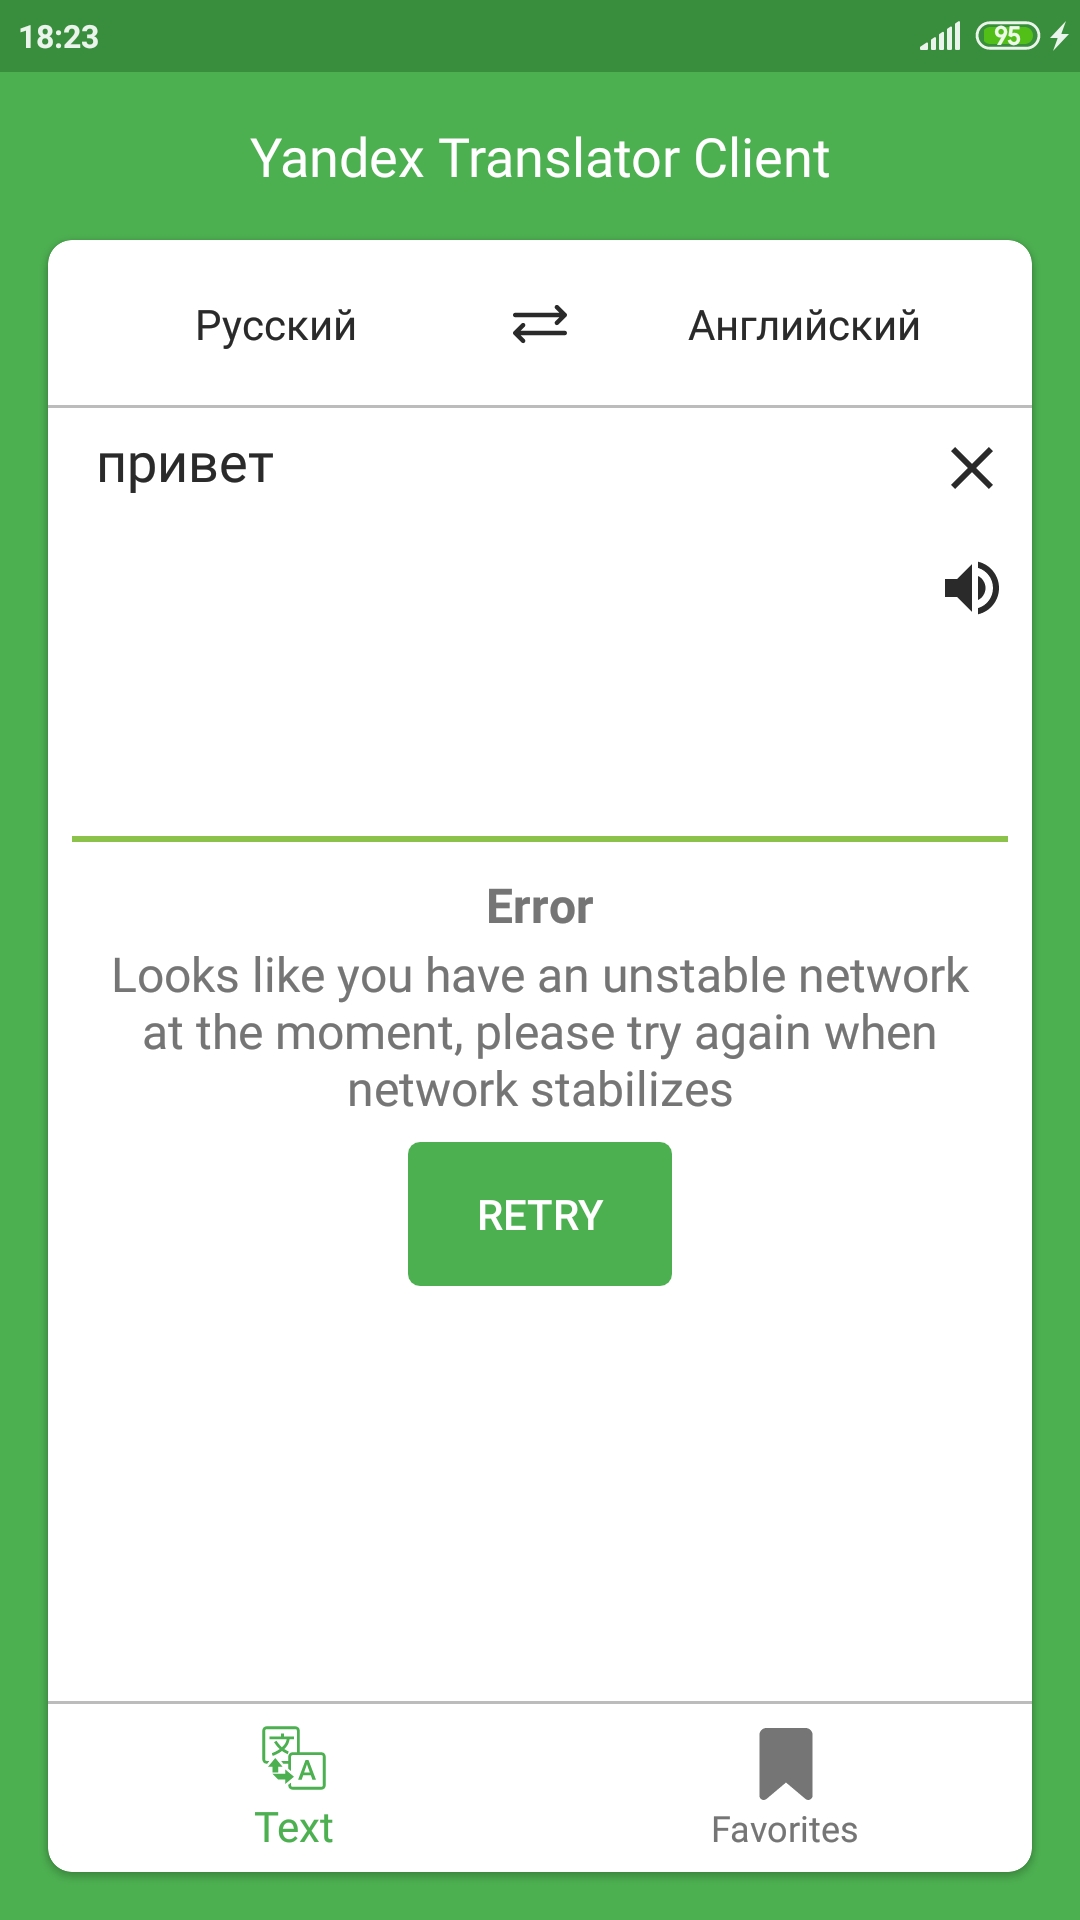 18:23
95
Yandex Translator Client
Русский
Английский
привет
Error
Looks like you have an unstable network
at the moment, please try again when
network stabilizes
RETRY
文
A
Text
Favorites